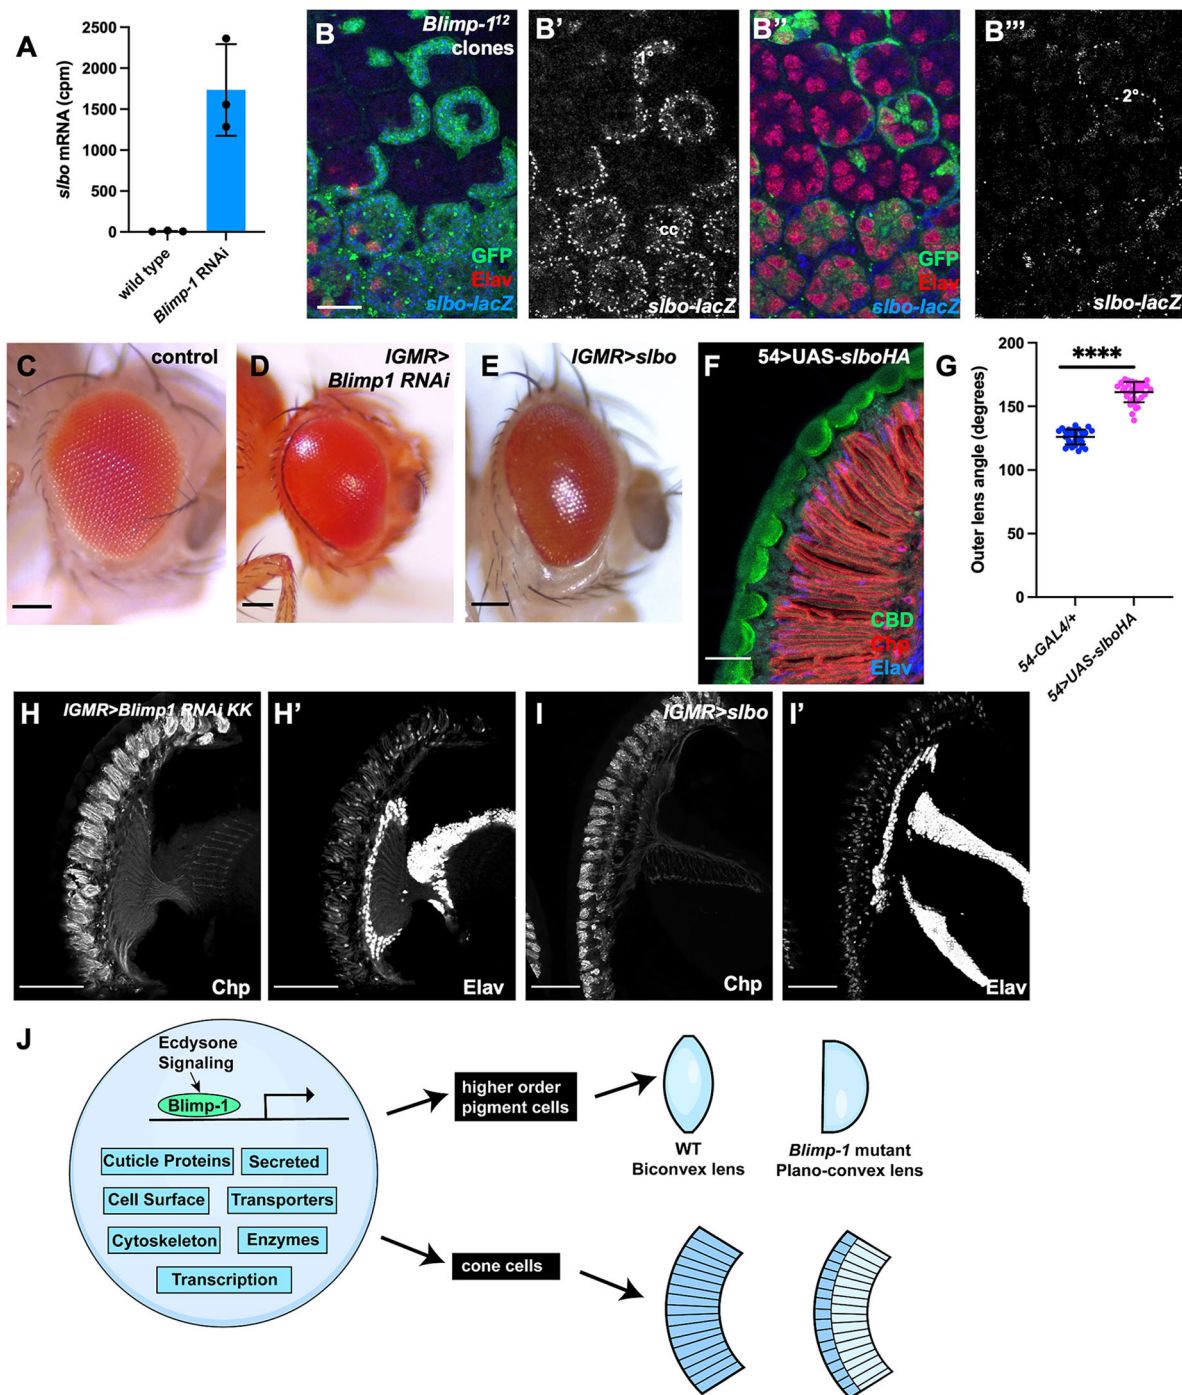 A
2500
2000
1500
1000
500
0
slbo mRNA (cpm)
wild type
Blimp-1 RNAi
B
Blimp-1¹²
clones
GFP
Elav
slbo-lacZ
B'
1°
cc
slbo-lacZ
B''
GFP
Elav
slbo-lacZ
B'''
2°
slbo-lacZ
C
control
D
lGMR>
Blimp1 RNAi
E
lGMR>slbo
F
54>UAS-slboHA
CBD
Chp
Elav
G
200
150
100
50
0
Outer lens angle (degrees)
****
54-GAL4/+
54>UAS-slboHA
H
lGMR>Blimp1 RNAi KK
Chp
H'
Elav
I
lGMR>slbo
Chp
I'
Elav
J
Ecdysone
Signaling
Blimp-1
Cuticle Proteins
Secreted
Cell Surface
Transporters
Cytoskeleton
Enzymes
Transcription
higher order
pigment cells
cone cells
WT
Biconvex lens
Blimp-1 mutant
Plano-convex lens